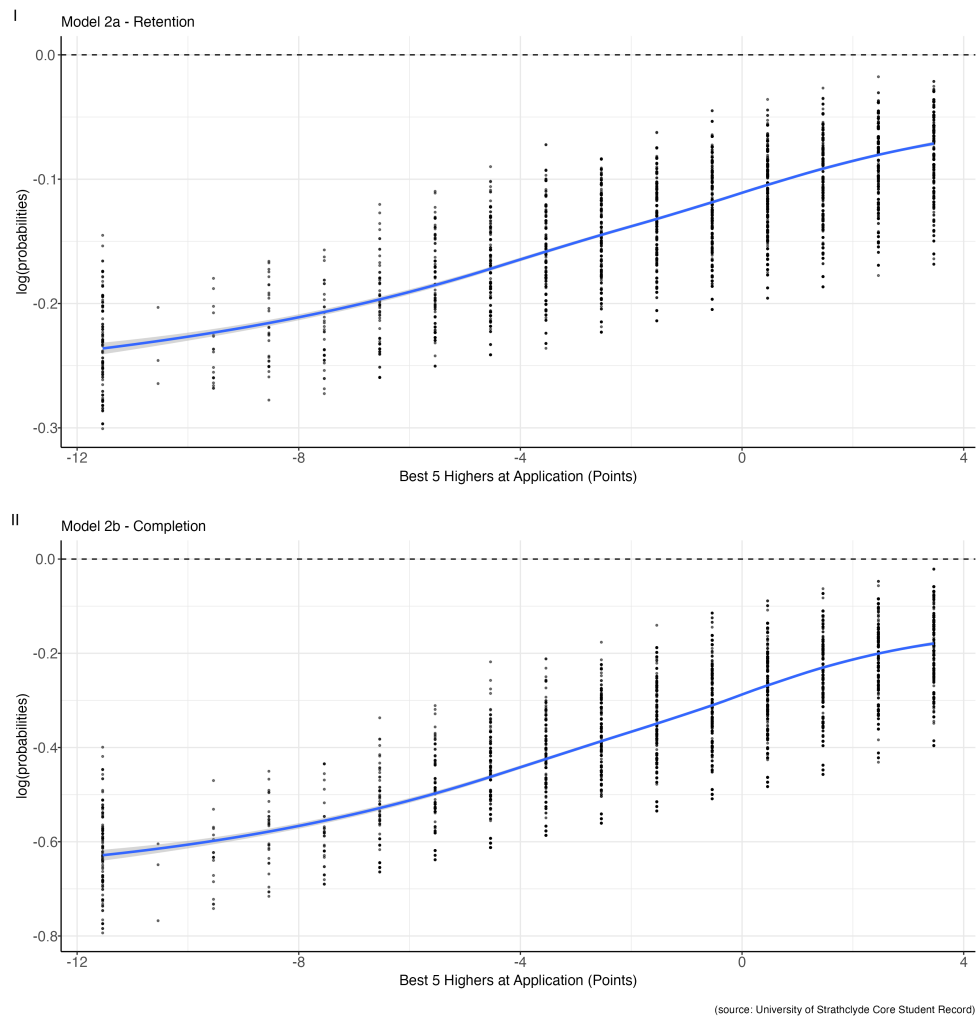 I
Model 2a - Retention
log(probabilities)
0.0
-0.1
-0.2
-0.3
-12
-8
-4
0
4
Best 5 Highers at Application (Points)
II
Model 2b - Completion
log(probabilities)
0.0
-0.2
-0.4
-0.6
-0.8
-12
-8
-4
0
4
Best 5 Highers at Application (Points)
(source: University of Strathclyde Core Student Record)